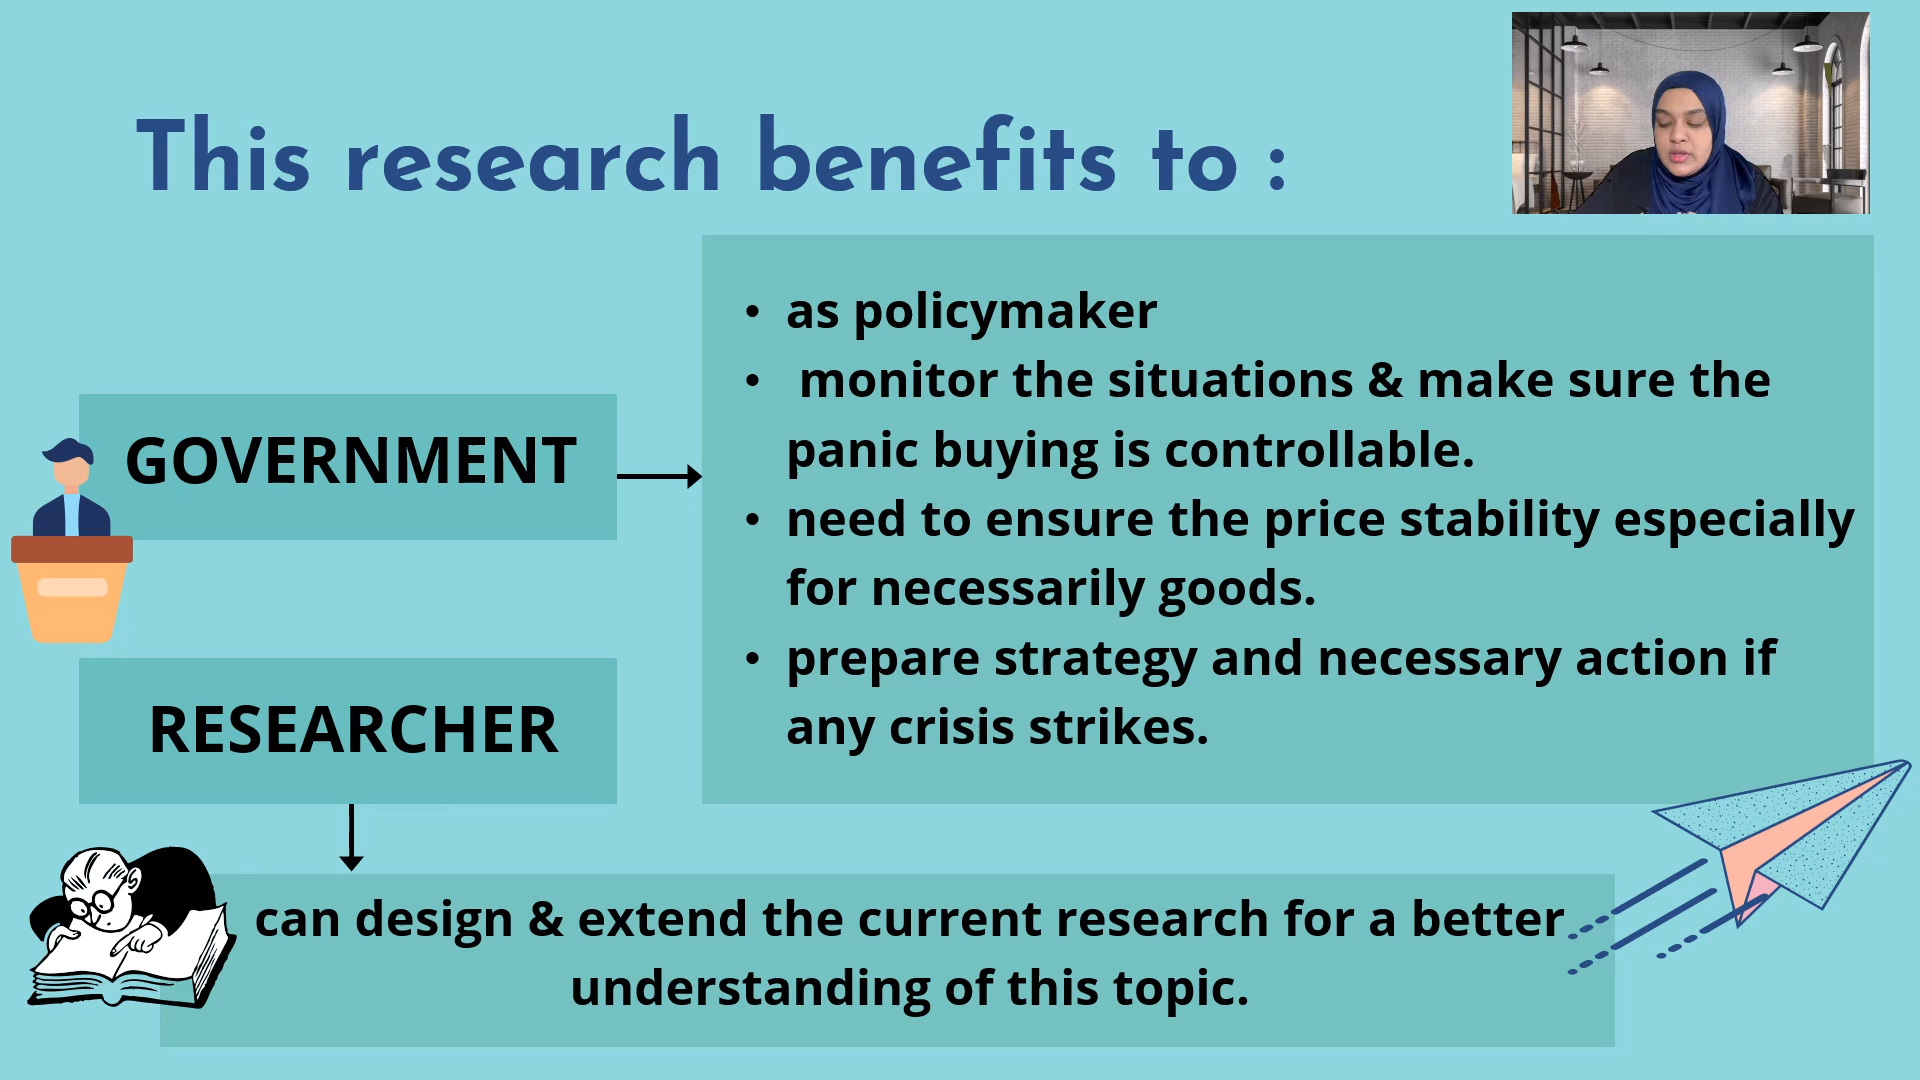 This research benefits to :
GOVERNMENT
• as policymaker
• monitor the situations & make sure the
panic buying is controllable.
• need to ensure the price stability especially
for necessarily goods.
• prepare strategy and necessary action if
any crisis strikes.
RESEARCHER
can design & extend the current research for a better
understanding of this topic.